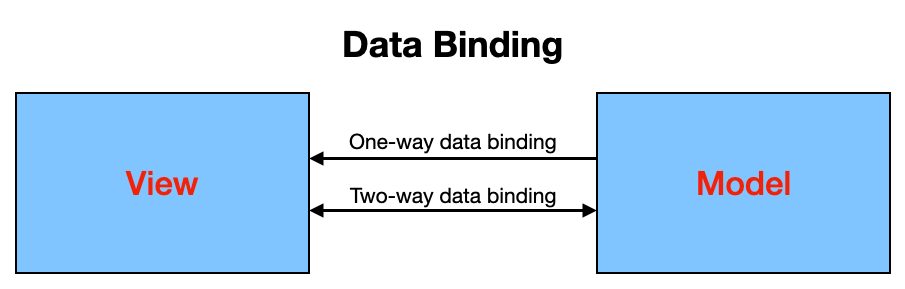 Data Binding
One-way data binding
View
Model
Two-way data binding